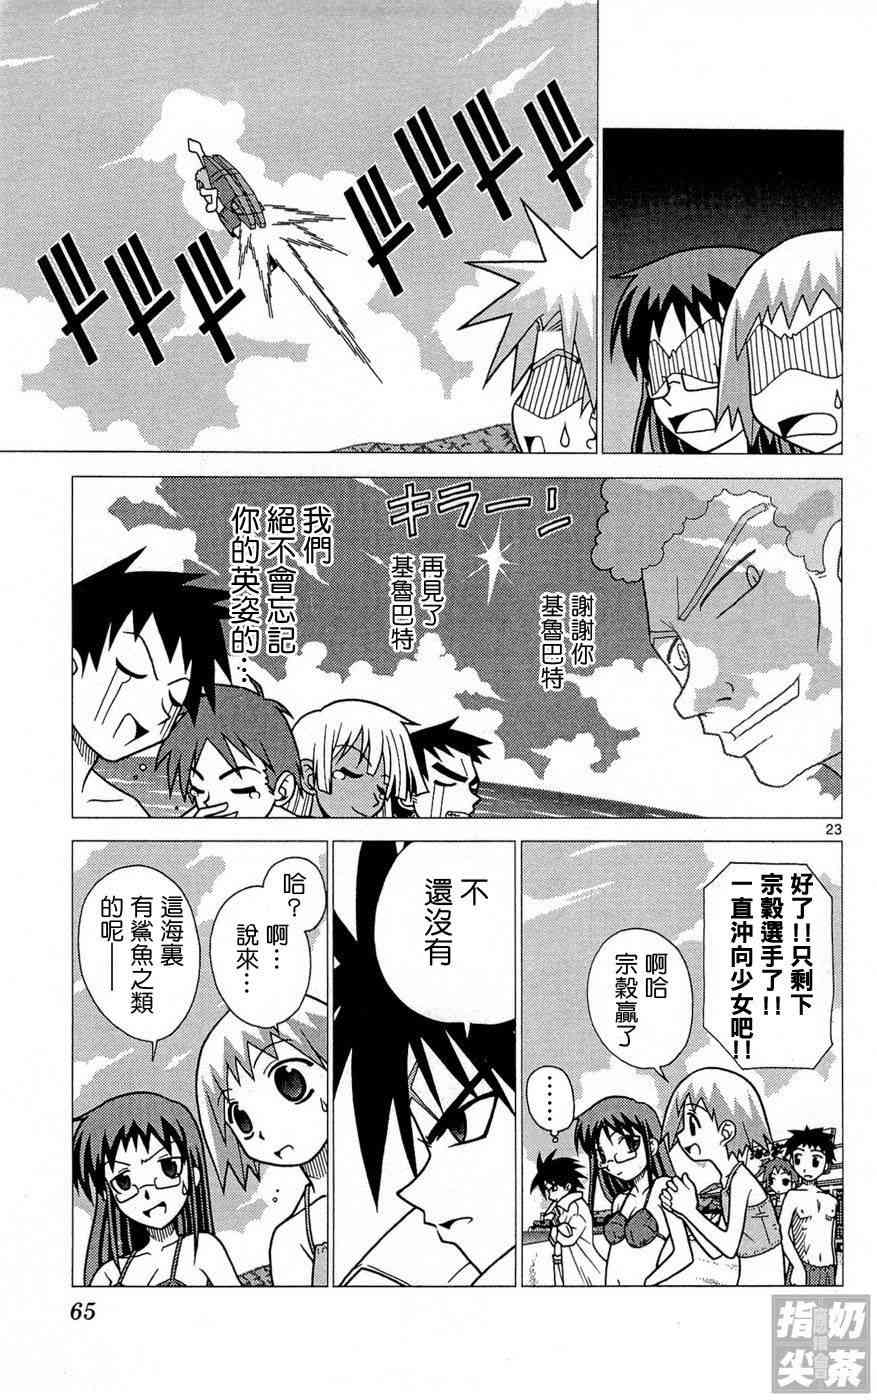 ドドドドドド
キラーン
謝謝你
基魯巴特
再見了
基魯巴特
我們
絕不會忘記
你的英姿的…
23
好了!!只剩下
宗穀選手了!!
一直沖向少女吧!!
啊哈
宗穀贏了
……
不
還沒有
哈？啊…
說來…
這海裏
有鯊魚之類
的呢——
65
指尖
奶茶